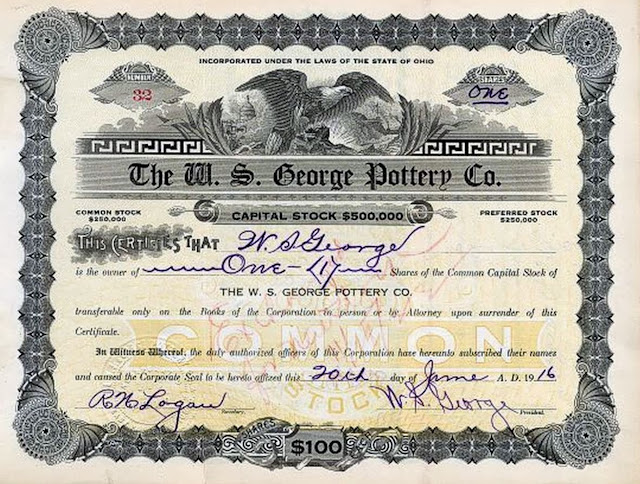 INCORPORATED UNDER THE LAWS OF THE STATE OF OHIO
NUMBER
32
SHARES
One
The W. S. George Pottery Co.
COMMON STOCK
$250,000
CAPITAL STOCK $500,000
PREFERRED STOCK
$250,000
THIS CERTIFIES THAT W. S. George
is the owner of One (1) Shares of the Common Capital Stock of
THE W. S. GEORGE POTTERY CO.
transferable only on the Books of the Corporation in person or by Attorney upon surrender of this
Certificate.
COMMON
STOCK
In Witness Whereof, the duly authorized officers of this Corporation have hereunto subscribed their names
and caused the Corporate Seal to be hereto affixed this 20th day of June A. D. 1916
R N Logan Secretary.
W. S. George President.
SHARES
$100